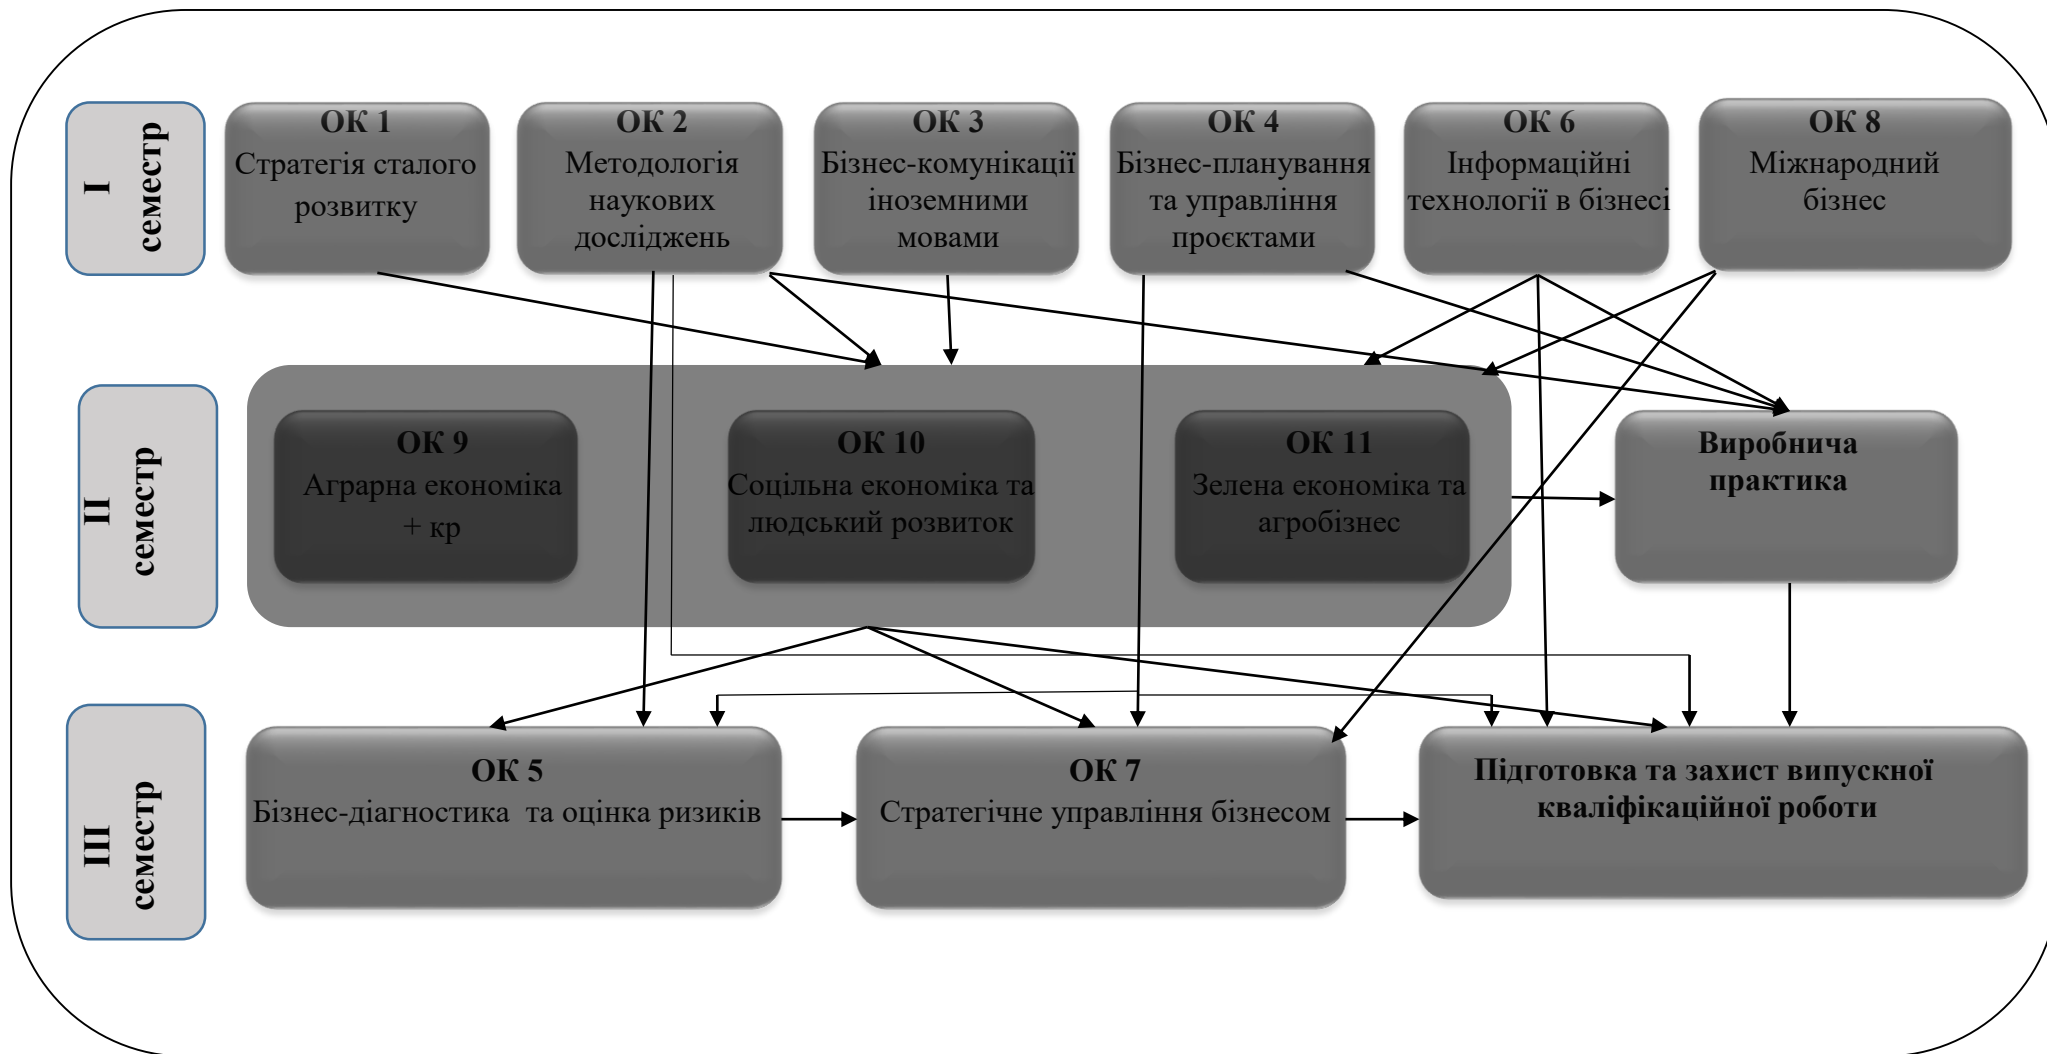 I
семестр
ОК 1
Стратегія сталого
розвитку
ОК 2
Методологія
наукових
досліджень
ОК 3
Бізнес-комунікації
іноземними
мовами
ОК 4
Бізнес-планування
та управління
проєктами
ОК 6
Інформаційні
технології в бізнесі
ОК 8
Міжнародний
бізнес
II
семестр
ОК 9
Аграрна економіка
+ кр
ОК 10
Соцільна економіка та
людський розвиток
ОК 11
Зелена економіка та
агробізнес
Виробнича
практика
III
семестр
ОК 5
Бізнес-діагностика та оцінка ризиків
ОК 7
Стратегічне управління бізнесом
Підготовка та захист випускної
кваліфікаційної роботи